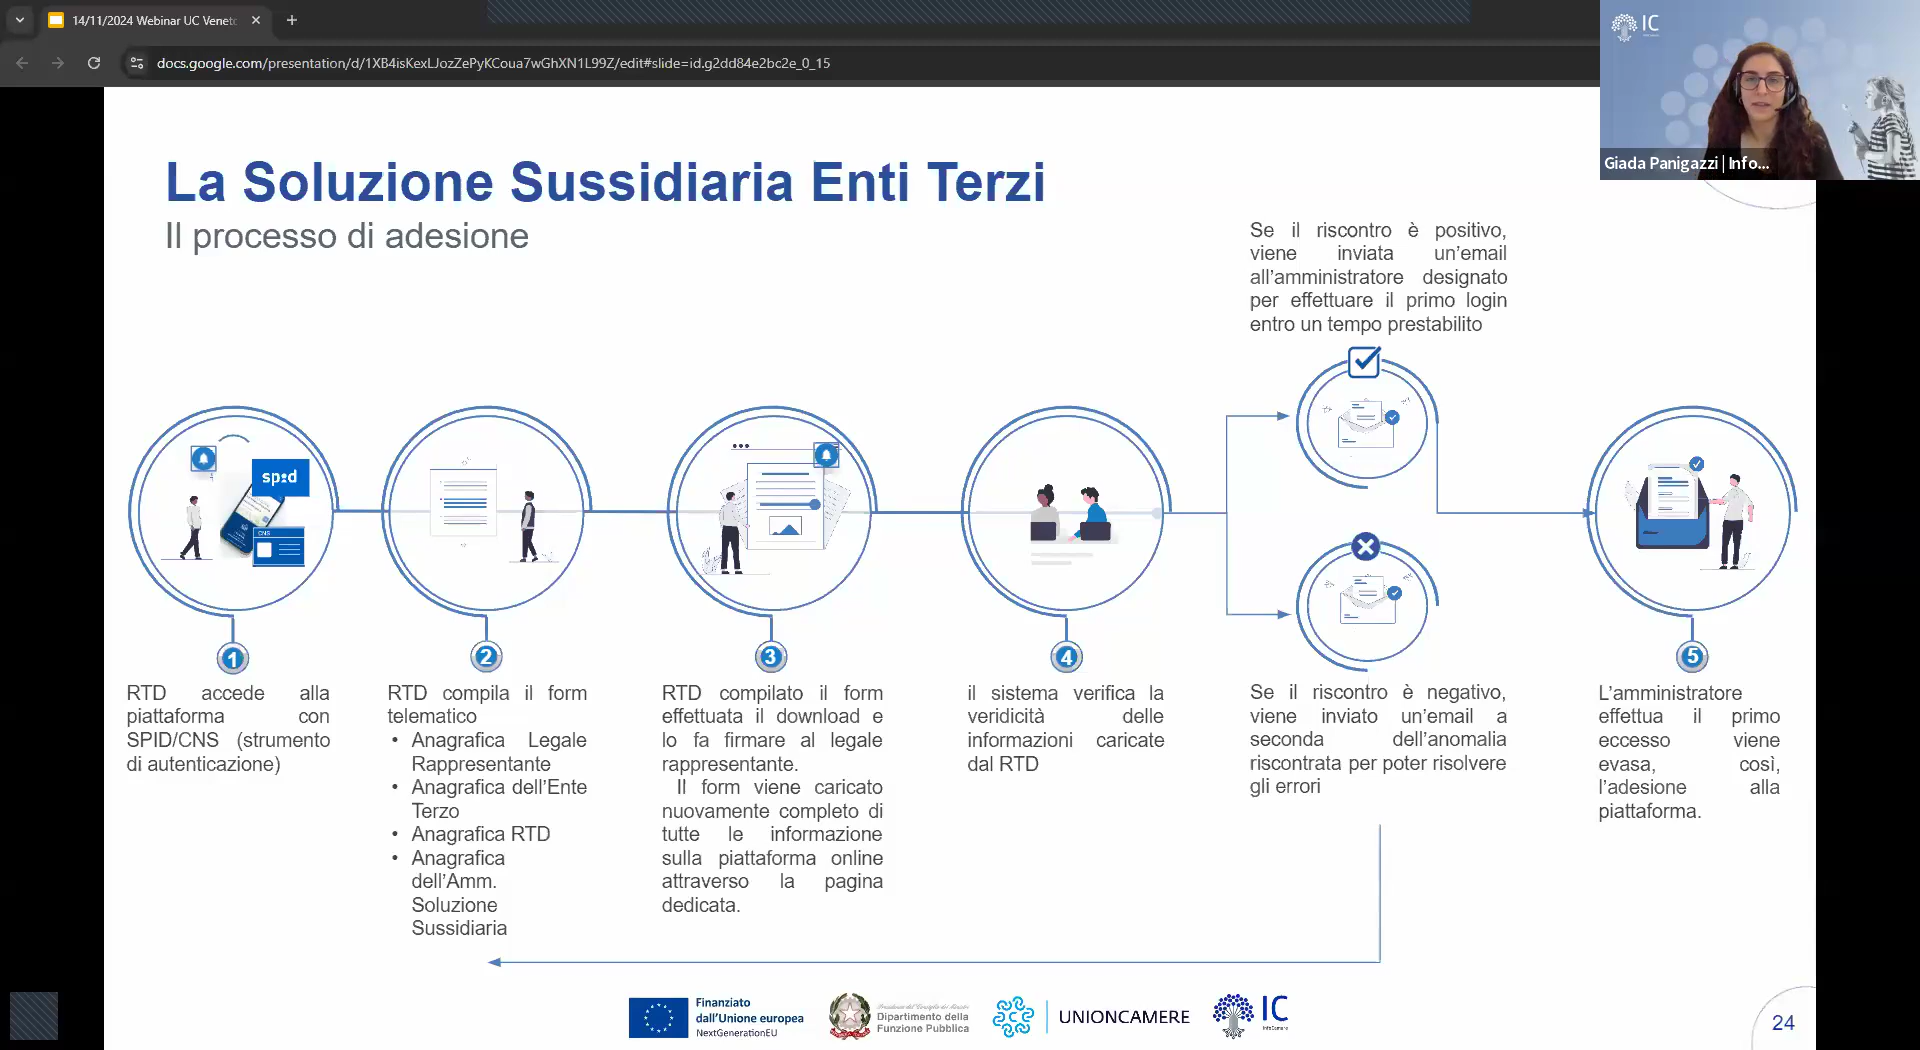 14/11/2024 Webinar UC Venet
docs.google.com/presentation/d/1XB4isKexLJozZePyKCoua7wGhXN1L99Z/edit#slide=id.g2dd84e2bc2e_0_15
IC
Giada Panigazzi | Info...
La Soluzione Sussidiaria Enti Terzi
Il processo di adesione
Se il riscontro è positivo,
viene inviata un’email
all’amministratore designato
per effettuare il primo login
entro un tempo prestabilito
spid
CNS
1
RTD accede alla
piattaforma con
SPID/CNS (strumento
di autenticazione)
2
RTD compila il form
telematico
• Anagrafica Legale
Rappresentante
• Anagrafica dell’Ente
Terzo
• Anagrafica RTD
• Anagrafica
dell’Amm.
Soluzione
Sussidiaria
3
RTD compilato il form
effettuata il download e
lo fa firmare al legale
rappresentante.
Il form viene caricato
nuovamente completo di
tutte le informazione
sulla piattaforma online
attraverso la pagina
dedicata.
4
il sistema verifica la
veridicità delle
informazioni caricate
dal RTD
Se il riscontro è negativo,
viene inviato un’email a
seconda dell’anomalia
riscontrata per poter risolvere
gli errori
5
L’amministratore
effettua il primo
eccesso viene
evasa, così,
l’adesione alla
piattaforma.
Finanziato
dall’Unione europea
NextGenerationEU
Presidenza del Consiglio dei Ministri
Dipartimento della
Funzione Pubblica
UNIONCAMERE
IC
InfoCamere
24